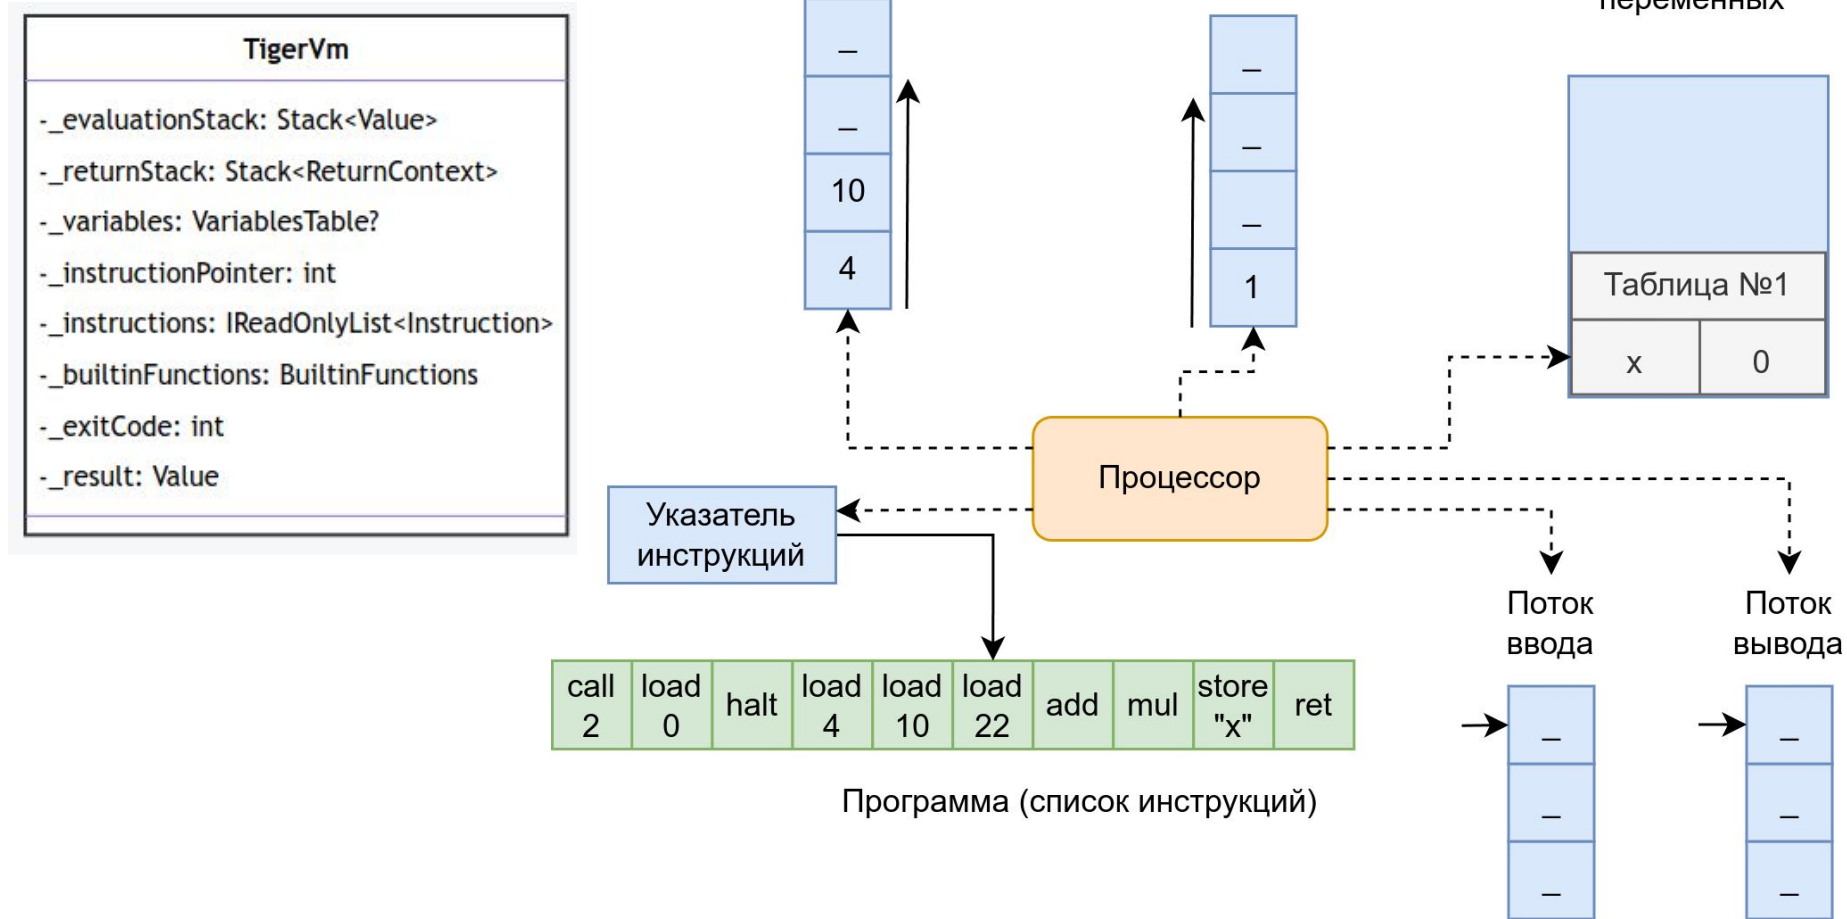 TigerVm
-_evaluationStack: Stack<Value>
-_returnStack: Stack<ReturnContext>
-_variables: VariablesTable?
-_instructionPointer: int
-_instructions: IReadOnlyList<Instruction>
-_builtinFunctions: BuiltinFunctions
-_exitCode: int
-_result: Value
_
_
10
4
_
_
_
1
переменных
Таблица №1
x 0
Процессор
Указатель
инструкций
Поток
ввода
Поток
вывода
call load halt load load load add mul store ret
2 0 4 10 22 "x"
Программа (список инструкций)
_
_
_
_
_
_